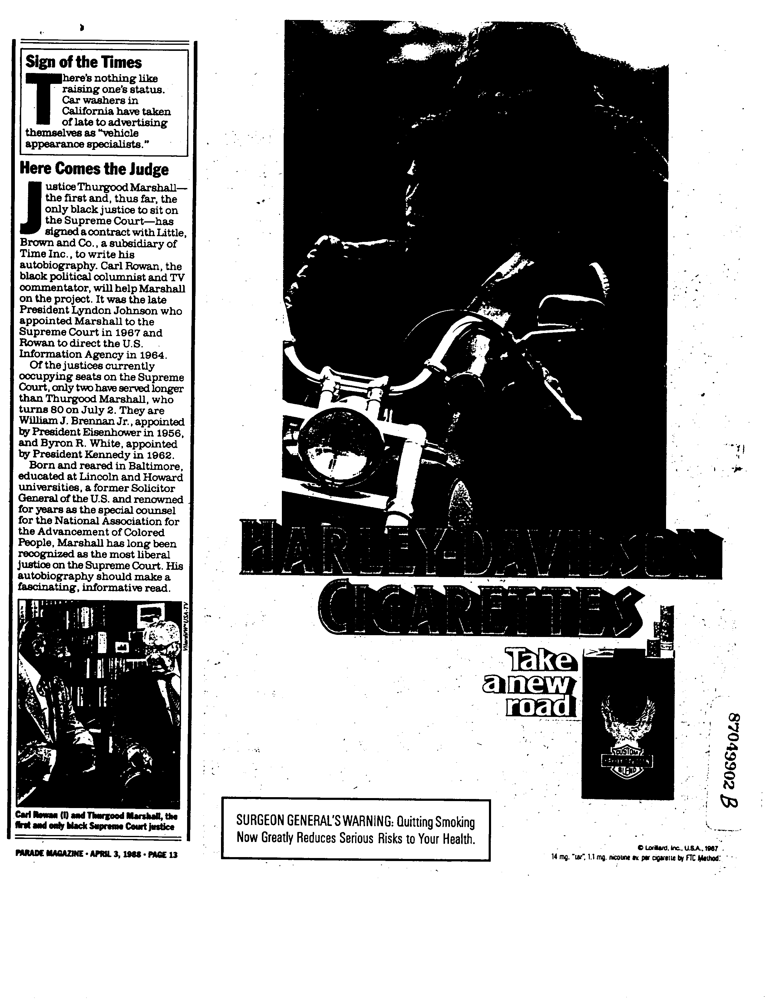 Sign of the Times
There's nothing like
raising one's status.
Car washers in
California have taken
of late to advertising
themselves as "vehicle
appearance specialists."
Here Comes the Judge
Justice Thurgood Marshall—
the first and, thus far, the
only black justice to sit on
the Supreme Court—has
signed a contract with Little,
Brown and Co., a subsidiary of
Time Inc., to write his
autobiography. Carl Rowan, the
black political columnist and TV
commentator, will help Marshall
on the project. It was the late
President Lyndon Johnson who
appointed Marshall to the
Supreme Court in 1967 and
Rowan to direct the U.S.
Information Agency in 1964.
Of the justices currently
occupying seats on the Supreme
Court, only two have served longer
than Thurgood Marshall, who
turns 80 on July 2. They are
William J. Brennan Jr., appointed
by President Eisenhower in 1956,
and Byron R. White, appointed
by President Kennedy in 1962.
Born and reared in Baltimore,
educated at Lincoln and Howard
universities, a former Solicitor
General of the U.S. and renowned
for years as the special counsel
for the National Association for
the Advancement of Colored
People, Marshall has long been
recognized as the most liberal
justice on the Supreme Court. His
autobiography should make a
fascinating, informative read.
Carl Rowan (l) and Thurgood Marshall, the
first and only black Supreme Court justice
PARADE MAGAZINE • APRIL 3, 1988 • PAGE 13
HARLEY-DAVIDSON
CIGARETTES
Take
a new
road
CUSTOM
BLEND
SURGEON GENERAL'S WARNING: Quitting Smoking
Now Greatly Reduces Serious Risks to Your Health.
87049902 B
© Lorillard, Inc., U.S.A., 1987
14 mg. "tar", 1.1 mg. nicotine av. per cigarette by FTC Method.